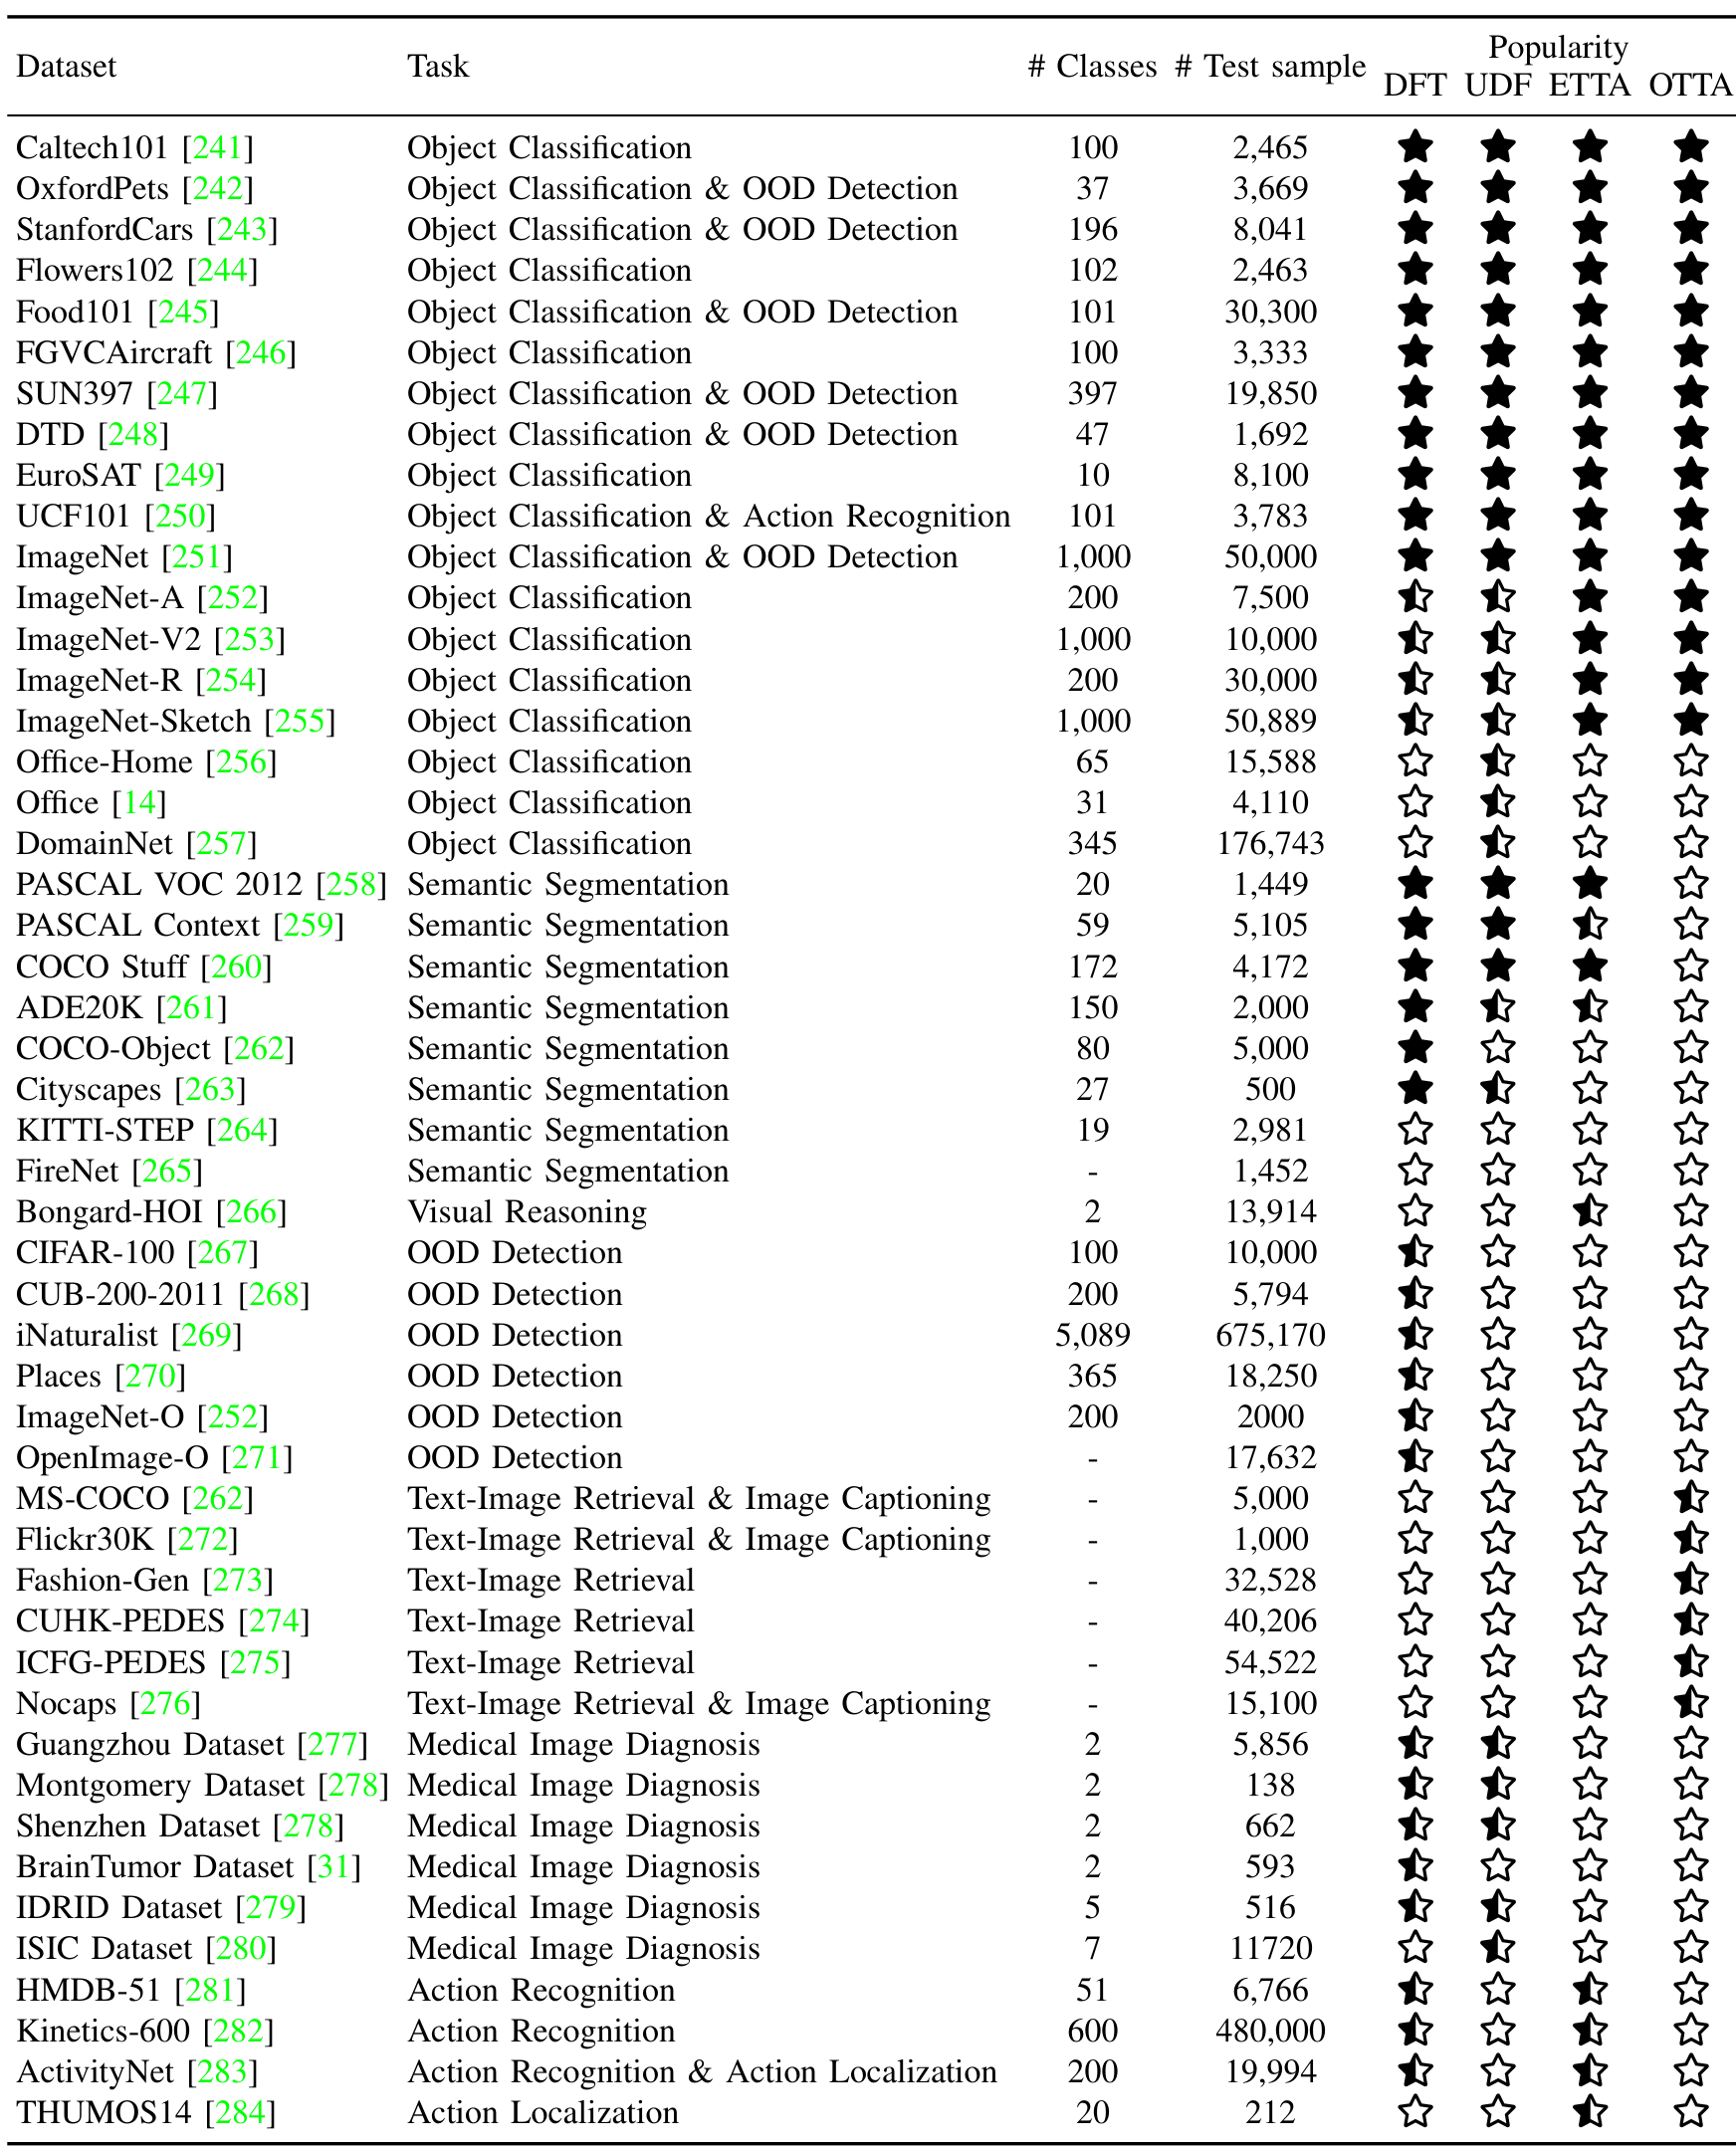 Dataset Task # Classes # Test sample Popularity
DFT UDF ETTA OTTA
Caltech101 [241] Object Classification 100 2,465 ★ ★ ★ ★
OxfordPets [242] Object Classification & OOD Detection 37 3,669 ★ ★ ★ ★
StanfordCars [243] Object Classification & OOD Detection 196 8,041 ★ ★ ★ ★
Flowers102 [244] Object Classification 102 2,463 ★ ★ ★ ★
Food101 [245] Object Classification & OOD Detection 101 30,300 ★ ★ ★ ★
FGVCAircraft [246] Object Classification 100 3,333 ★ ★ ★ ★
SUN397 [247] Object Classification & OOD Detection 397 19,850 ★ ★ ★ ★
DTD [248] Object Classification & OOD Detection 47 1,692 ★ ★ ★ ★
EuroSAT [249] Object Classification 10 8,100 ★ ★ ★ ★
UCF101 [250] Object Classification & Action Recognition 101 3,783 ★ ★ ★ ★
ImageNet [251] Object Classification & OOD Detection 1,000 50,000 ★ ★ ★ ★
ImageNet-A [252] Object Classification 200 7,500 ⯪ ⯪ ★ ★
ImageNet-V2 [253] Object Classification 1,000 10,000 ⯪ ⯪ ★ ★
ImageNet-R [254] Object Classification 200 30,000 ⯪ ⯪ ★ ★
ImageNet-Sketch [255] Object Classification 1,000 50,889 ⯪ ⯪ ★ ★
Office-Home [256] Object Classification 65 15,588 ☆ ⯪ ☆ ☆
Office [14] Object Classification 31 4,110 ☆ ⯪ ☆ ☆
DomainNet [257] Object Classification 345 176,743 ☆ ⯪ ☆ ☆
PASCAL VOC 2012 [258] Semantic Segmentation 20 1,449 ★ ★ ★ ☆
PASCAL Context [259] Semantic Segmentation 59 5,105 ★ ★ ⯪ ☆
COCO Stuff [260] Semantic Segmentation 172 4,172 ★ ★ ★ ☆
ADE20K [261] Semantic Segmentation 150 2,000 ★ ⯪ ⯪ ☆
COCO-Object [262] Semantic Segmentation 80 5,000 ★ ☆ ☆ ☆
Cityscapes [263] Semantic Segmentation 27 500 ★ ⯪ ☆ ☆
KITTI-STEP [264] Semantic Segmentation 19 2,981 ☆ ☆ ☆ ☆
FireNet [265] Semantic Segmentation - 1,452 ☆ ☆ ☆ ☆
Bongard-HOI [266] Visual Reasoning 2 13,914 ☆ ☆ ⯪ ☆
CIFAR-100 [267] OOD Detection 100 10,000 ⯪ ☆ ☆ ☆
CUB-200-2011 [268] OOD Detection 200 5,794 ⯪ ☆ ☆ ☆
iNaturalist [269] OOD Detection 5,089 675,170 ⯪ ☆ ☆ ☆
Places [270] OOD Detection 365 18,250 ⯪ ☆ ☆ ☆
ImageNet-O [252] OOD Detection 200 2000 ⯪ ☆ ☆ ☆
OpenImage-O [271] OOD Detection - 17,632 ⯪ ☆ ☆ ☆
MS-COCO [262] Text-Image Retrieval & Image Captioning - 5,000 ☆ ☆ ☆ ⯪
Flickr30K [272] Text-Image Retrieval & Image Captioning - 1,000 ☆ ☆ ☆ ⯪
Fashion-Gen [273] Text-Image Retrieval - 32,528 ☆ ☆ ☆ ⯪
CUHK-PEDES [274] Text-Image Retrieval - 40,206 ☆ ☆ ☆ ⯪
ICFG-PEDES [275] Text-Image Retrieval - 54,522 ☆ ☆ ☆ ⯪
Nocaps [276] Text-Image Retrieval & Image Captioning - 15,100 ☆ ☆ ☆ ⯪
Guangzhou Dataset [277] Medical Image Diagnosis 2 5,856 ⯪ ⯪ ☆ ☆
Montgomery Dataset [278] Medical Image Diagnosis 2 138 ⯪ ⯪ ☆ ☆
Shenzhen Dataset [278] Medical Image Diagnosis 2 662 ⯪ ⯪ ☆ ☆
BrainTumor Dataset [31] Medical Image Diagnosis 2 593 ⯪ ☆ ☆ ☆
IDRID Dataset [279] Medical Image Diagnosis 5 516 ⯪ ⯪ ☆ ☆
ISIC Dataset [280] Medical Image Diagnosis 7 11720 ☆ ⯪ ☆ ☆
HMDB-51 [281] Action Recognition 51 6,766 ⯪ ☆ ⯪ ☆
Kinetics-600 [282] Action Recognition 600 480,000 ⯪ ☆ ⯪ ☆
ActivityNet [283] Action Recognition & Action Localization 200 19,994 ⯪ ☆ ⯪ ☆
THUMOS14 [284] Action Localization 20 212 ☆ ☆ ⯪ ☆